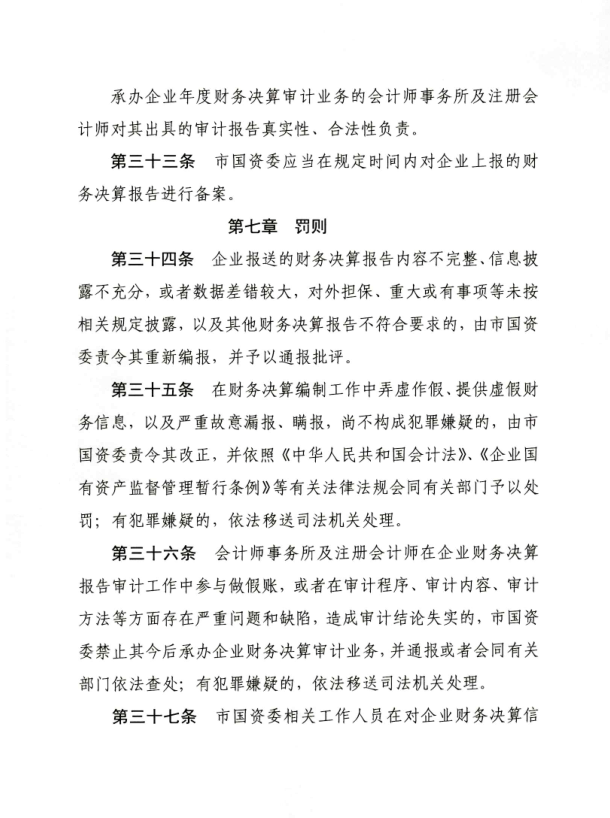 承办企业年度财务决算审计业务的会计师事务所及注册会
计师对其出具的审计报告真实性、合法性负责。
第三十三条 市国资委应当在规定时间内对企业上报的财
务决算报告进行备案。
第七章 罚则
第三十四条 企业报送的财务决算报告内容不完整、信息披
露不充分，或者数据差错较大，对外担保、重大或有事项等未按
相关规定披露，以及其他财务决算报告不符合要求的，由市国资
委责令其重新编报，并予以通报批评。
第三十五条 在财务决算编制工作中弄虚作假、提供虚假财
务信息，以及严重故意漏报、瞒报，尚不构成犯罪嫌疑的，由市
国资委责令其改正，并依照《中华人民共和国会计法》、《企业国
有资产监督管理暂行条例》等有关法律法规会同有关部门予以处
罚；有犯罪嫌疑的，依法移送司法机关处理。
第三十六条 会计师事务所及注册会计师在企业财务决算
报告审计工作中参与做假账，或者在审计程序、审计内容、审计
方法等方面存在严重问题和缺陷，造成审计结论失实的，市国资
委禁止其今后承办企业财务决算审计业务，并通报或者会同有关
部门依法查处；有犯罪嫌疑的，依法移送司法机关处理。
第三十七条 市国资委相关工作人员在对企业财务决算信